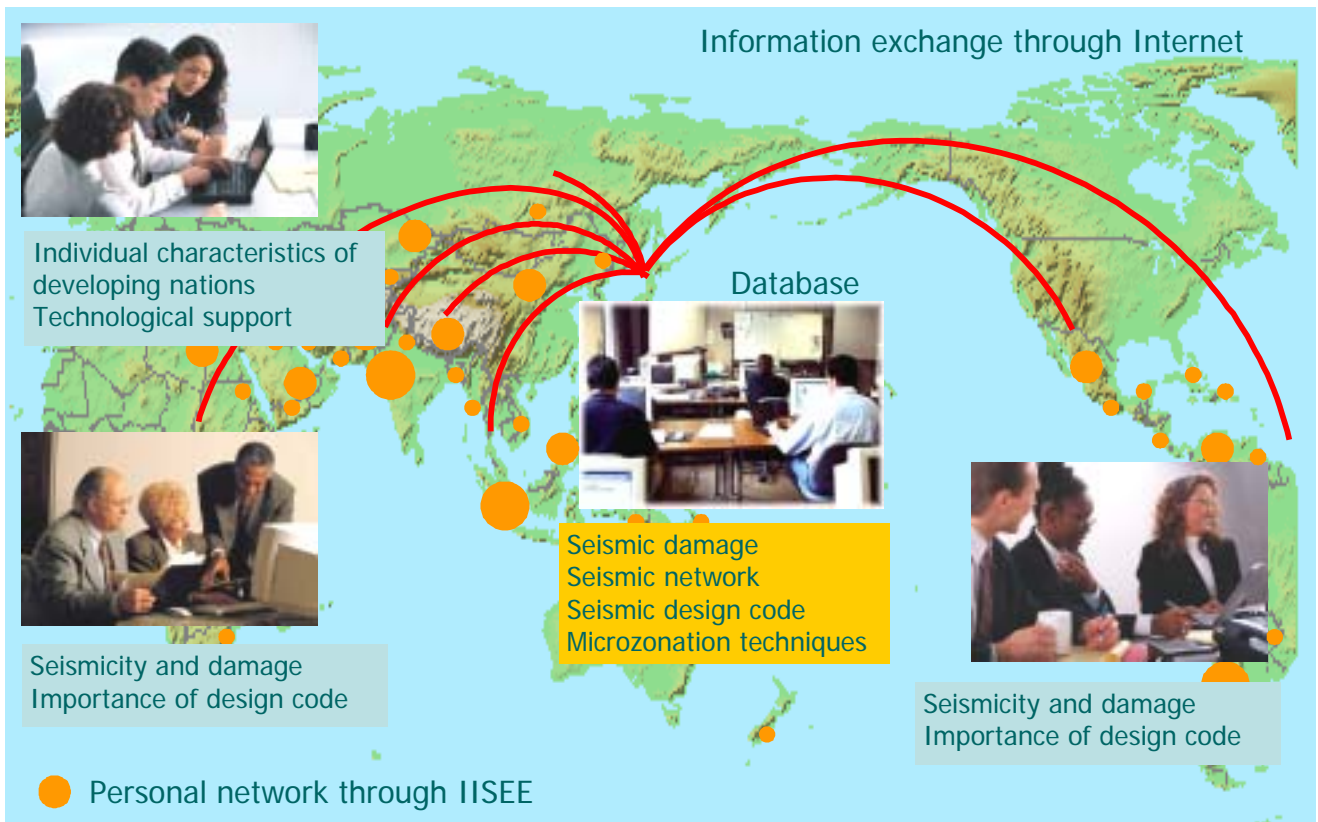 Information exchange through Internet
Individual characteristics of
developing nations
Technological support
Database
Seismic damage
Seismic network
Seismic design code
Microzonation techniques
Seismicity and damage
Importance of design code
Seismicity and damage
Importance of design code
Personal network through IISEE